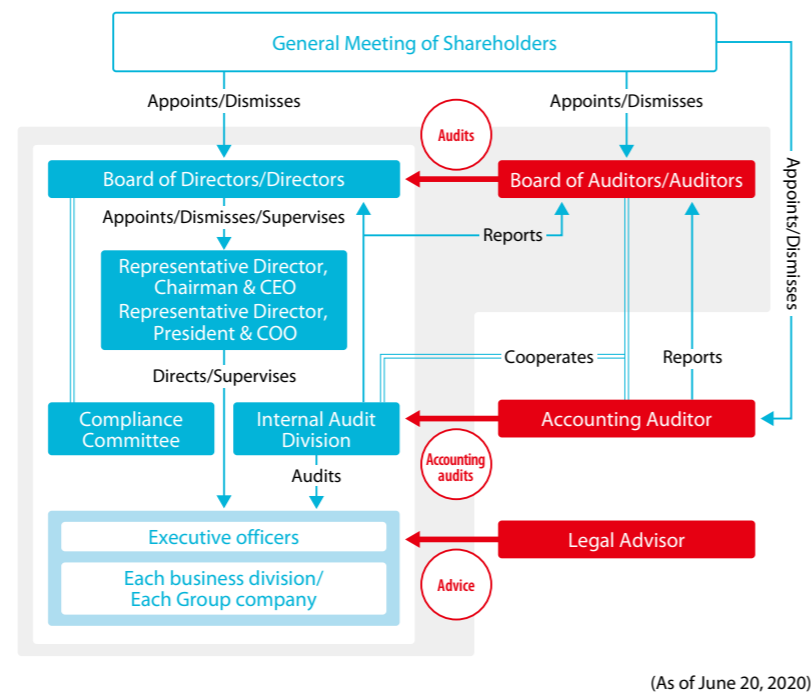 General Meeting of Shareholders
Appoints/Dismisses
Appoints/Dismisses
Audits
Appoints/Dismisses
Board of Directors/Directors
Board of Auditors/Auditors
Appoints/Dismisses/Supervises
Reports
Representative Director,
Chairman & CEO
Representative Director,
President & COO
Cooperates
Reports
Directs/Supervises
Compliance
Committee
Internal Audit
Division
Accounting Auditor
Accounting
audits
Audits
Executive officers
Legal Advisor
Each business division/
Each Group company
Advice
(As of June 20, 2020)